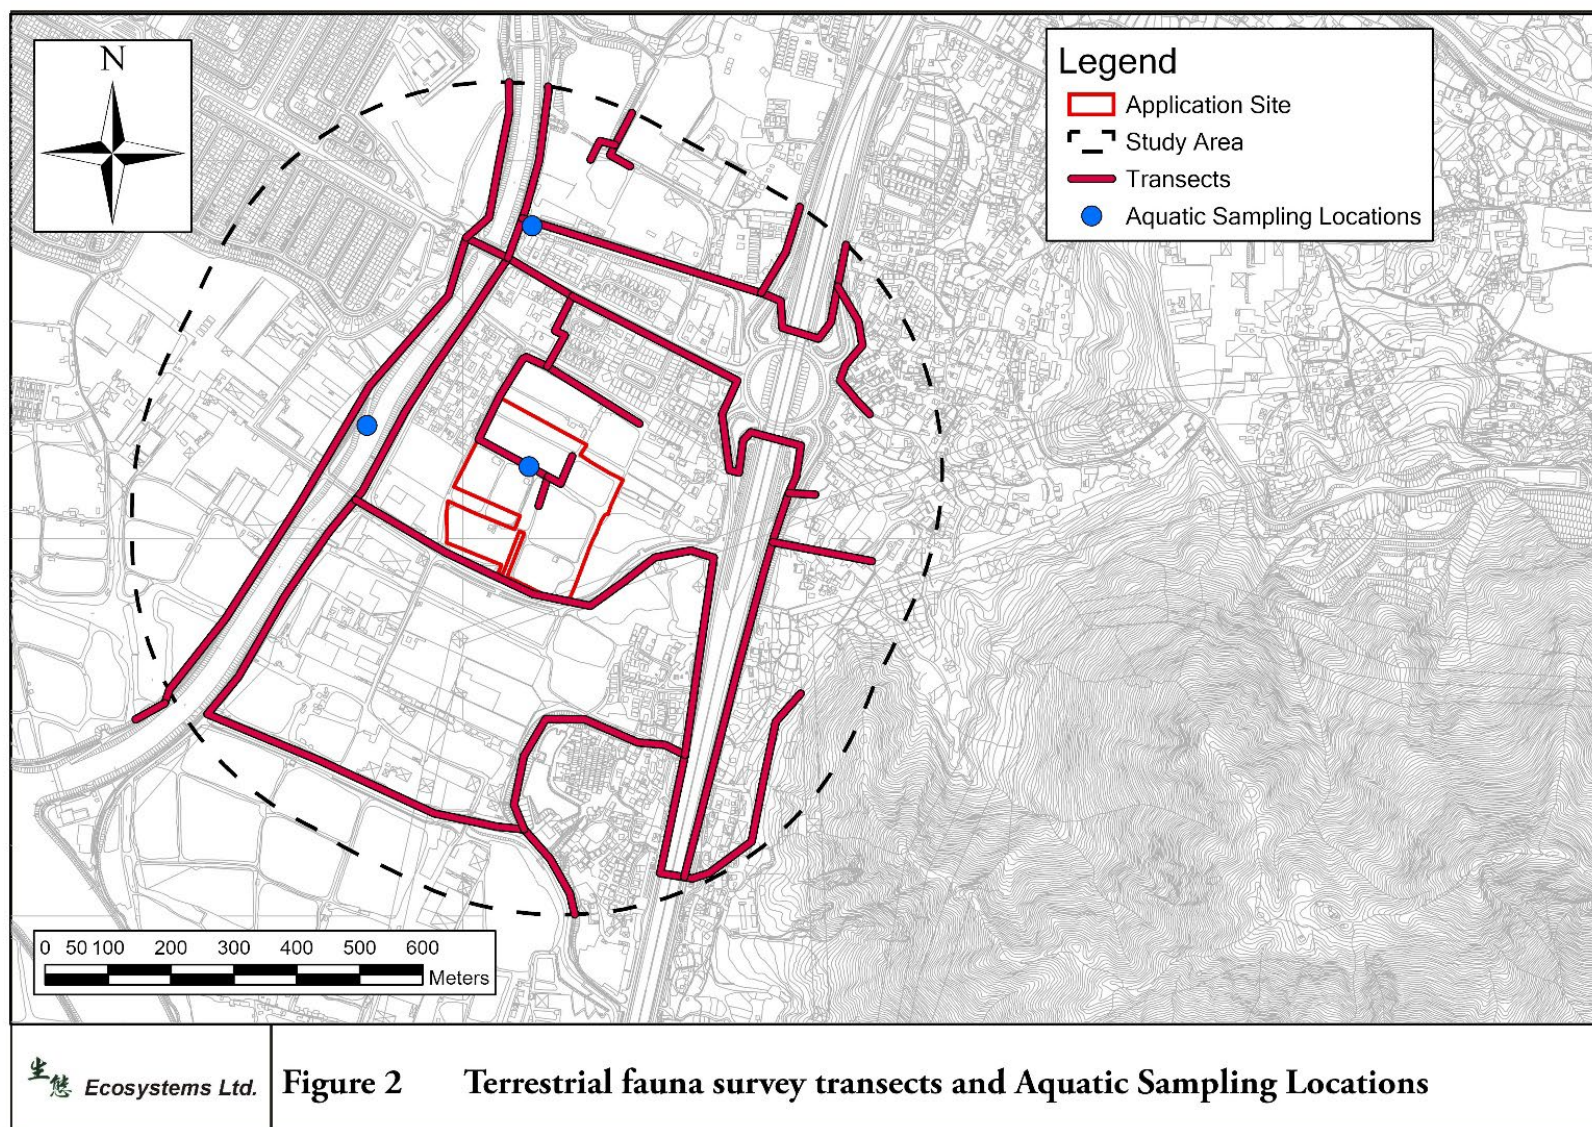 N
Legend
Application Site
Study Area
Transects
Aquatic Sampling Locations
0 50 100 200 300 400 500 600
Meters
生態 Ecosystems Ltd.
Figure 2 Terrestrial fauna survey transects and Aquatic Sampling Locations